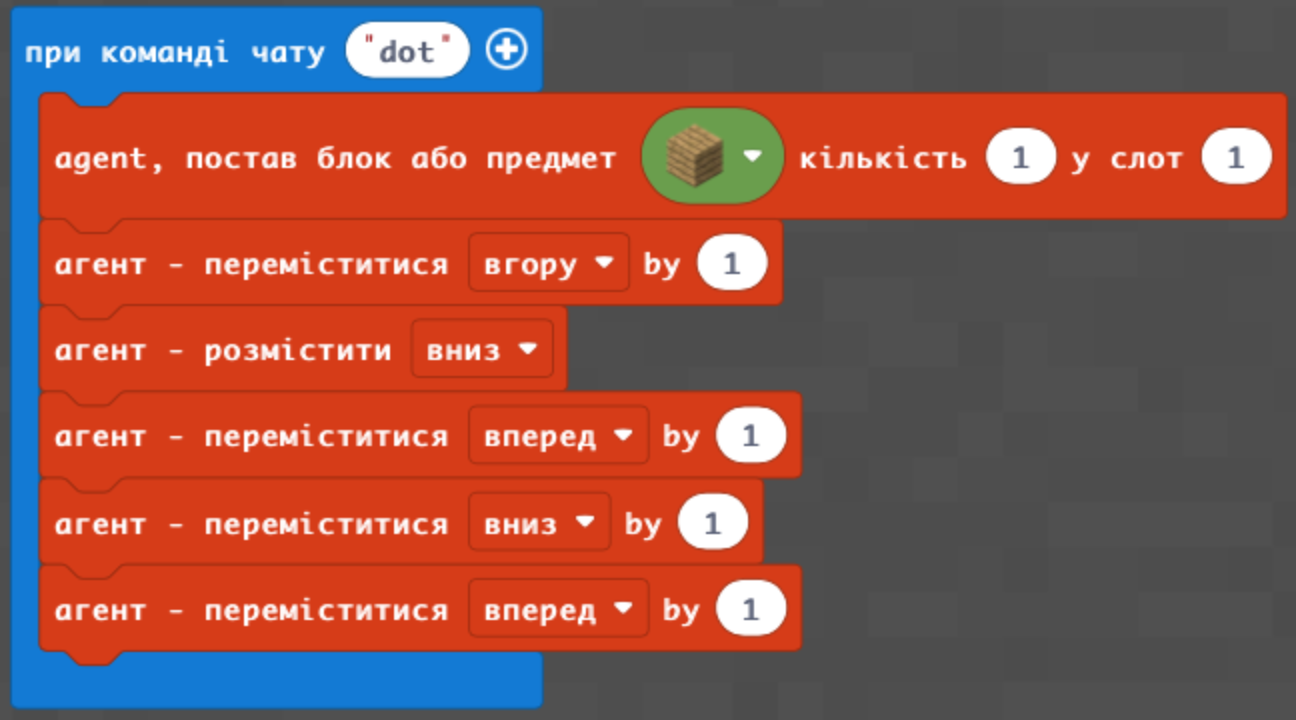 при команді чату "dot"
agent, постав блок або предмет кількість 1 у слот 1
агент - переміститися вгору by 1
агент - розмістити вниз
агент - переміститися вперед by 1
агент - переміститися вниз by 1
агент - переміститися вперед by 1